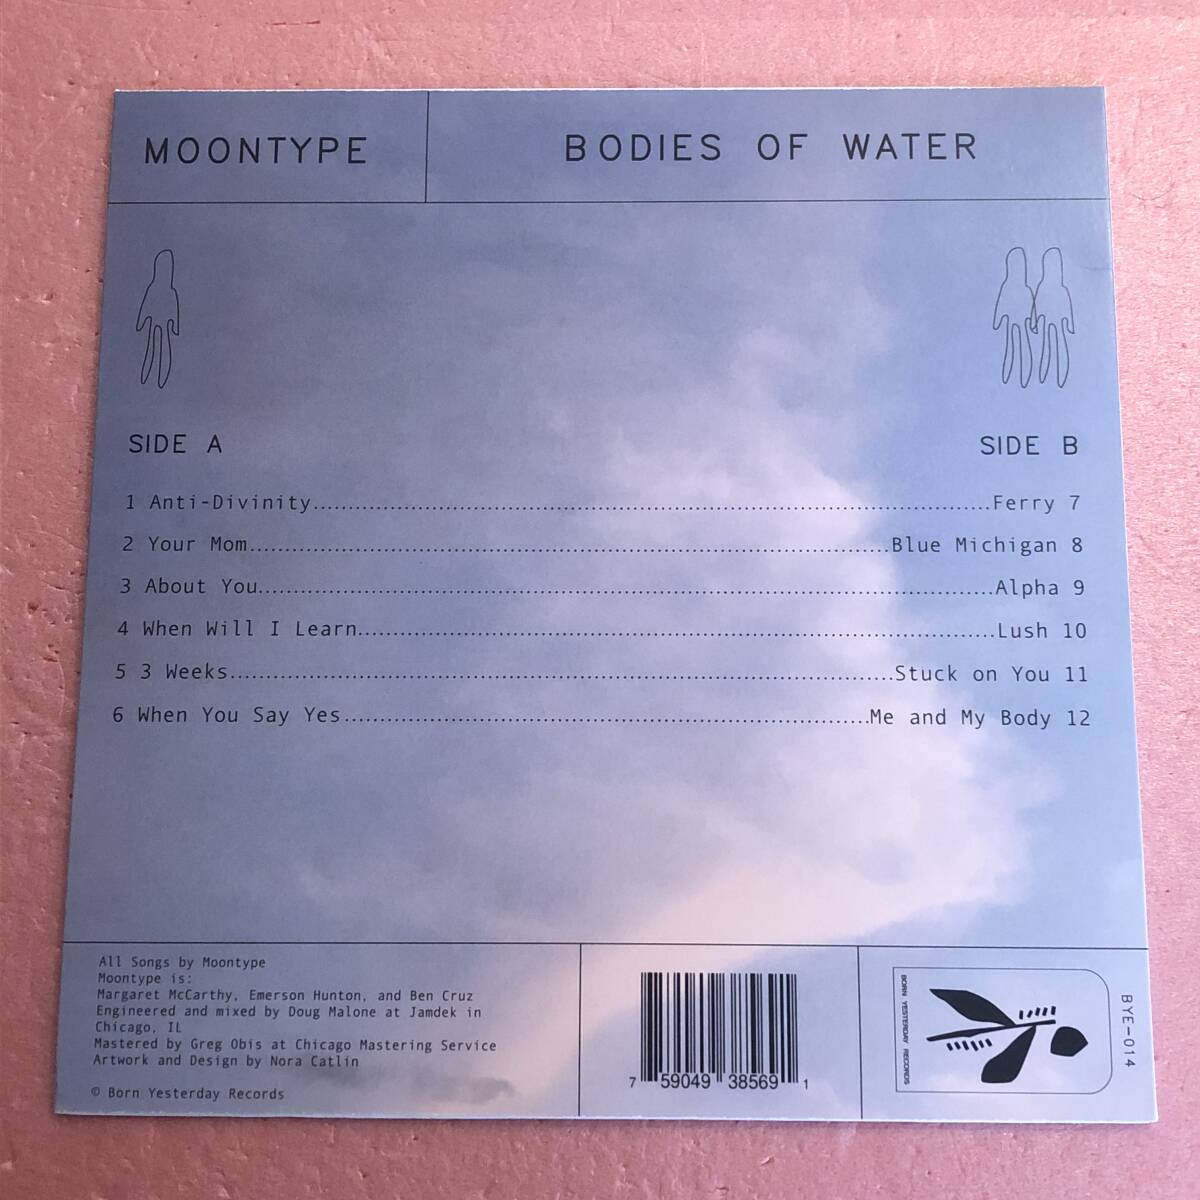 MOONTYPE
BODIES OF WATER
SIDE A
SIDE B
1 Anti-Divinity......Ferry 7
2 Your Mom......Blue Michigan 8
3 About You......Alpha 9
4 When Will I Learn......Lush 10
5 3 Weeks......Stuck on You 11
6 When You Say Yes......Me and My Body 12
All Songs by Moontype
Moontype is:
Margaret McCarthy, Emerson Hunton, and Ben Cruz
Engineered and mixed by Doug Malone at Jamdek in
Chicago, IL
Mastered by Greg Obis at Chicago Mastering Service
Artwork and Design by Nora Catlin
© Born Yesterday Records
7 59049 38569 1
BORN YESTERDAY RECORDS
BYE-014